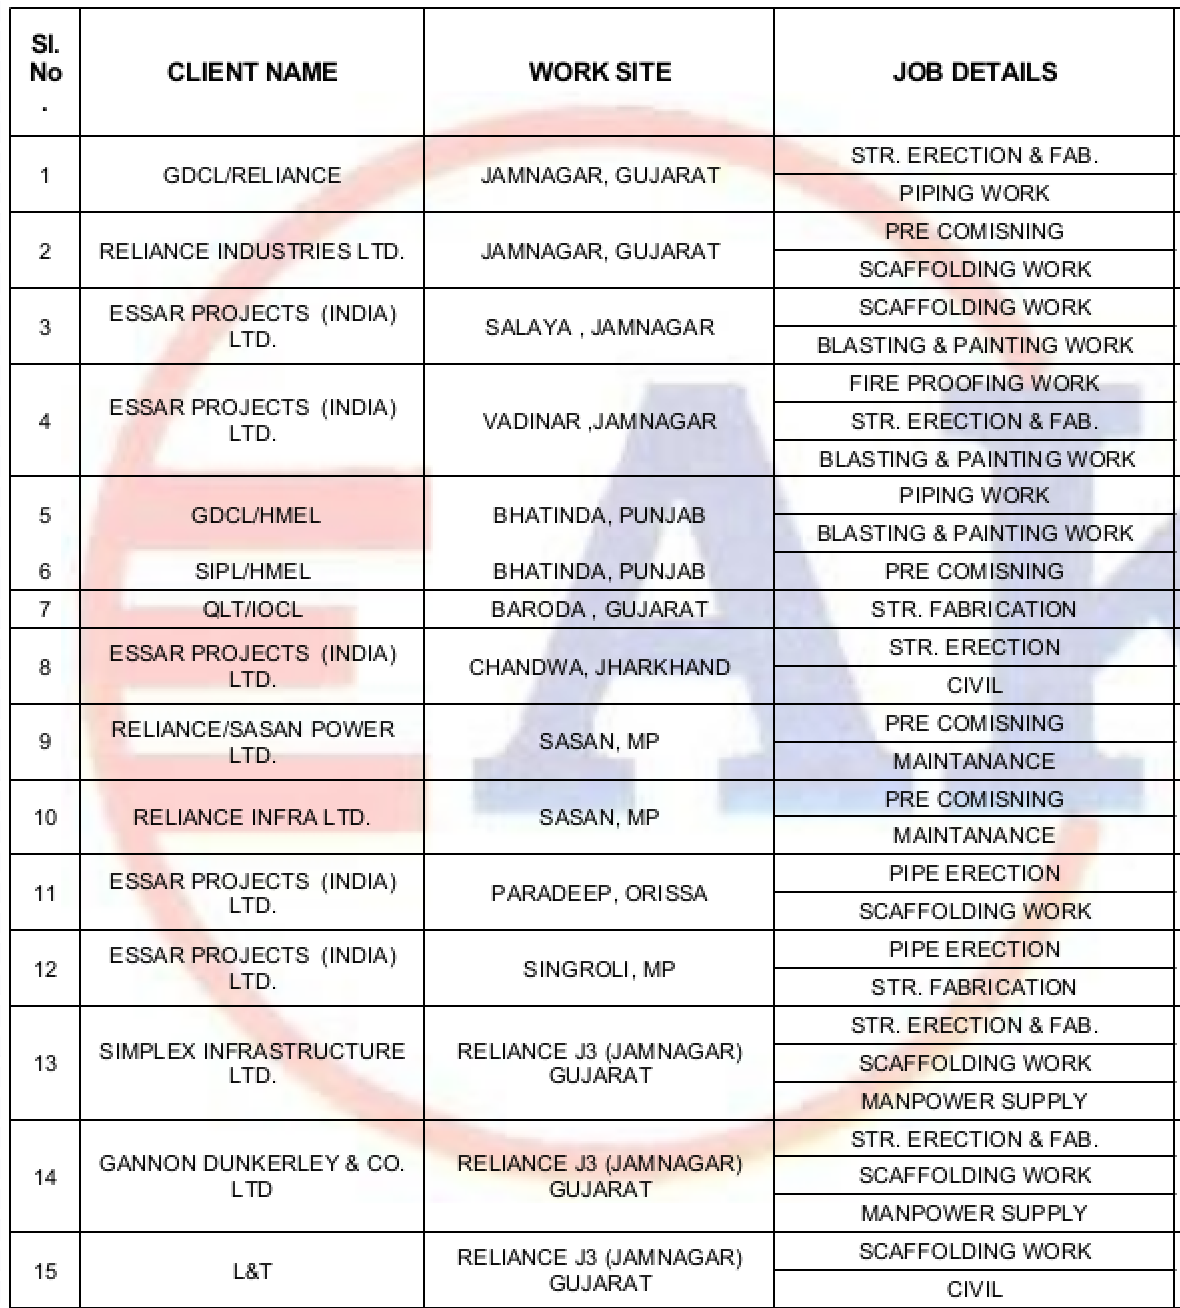 Sl. No . CLIENT NAME WORK SITE JOB DETAILS
1 GDCL/RELIANCE JAMNAGAR, GUJARAT STR. ERECTION & FAB.
PIPING WORK
2 RELIANCE INDUSTRIES LTD. JAMNAGAR, GUJARAT PRE COMISNING
SCAFFOLDING WORK
3 ESSAR PROJECTS (INDIA) LTD. SALAYA , JAMNAGAR SCAFFOLDING WORK
BLASTING & PAINTING WORK
4 ESSAR PROJECTS (INDIA) LTD. VADINAR ,JAMNAGAR FIRE PROOFING WORK
STR. ERECTION & FAB.
BLASTING & PAINTING WORK
5 GDCL/HMEL BHATINDA, PUNJAB PIPING WORK
BLASTING & PAINTING WORK
6 SIPL/HMEL BHATINDA, PUNJAB PRE COMISNING
7 QLT/IOCL BARODA , GUJARAT STR. FABRICATION
8 ESSAR PROJECTS (INDIA) LTD. CHANDWA, JHARKHAND STR. ERECTION
CIVIL
9 RELIANCE/SASAN POWER LTD. SASAN, MP PRE COMISNING
MAINTANANCE
10 RELIANCE INFRA LTD. SASAN, MP PRE COMISNING
MAINTANANCE
11 ESSAR PROJECTS (INDIA) LTD. PARADEEP, ORISSA PIPE ERECTION
SCAFFOLDING WORK
12 ESSAR PROJECTS (INDIA) LTD. SINGROLI, MP PIPE ERECTION
STR. FABRICATION
13 SIMPLEX INFRASTRUCTURE LTD. RELIANCE J3 (JAMNAGAR) GUJARAT STR. ERECTION & FAB.
SCAFFOLDING WORK
MANPOWER SUPPLY
14 GANNON DUNKERLEY & CO. LTD RELIANCE J3 (JAMNAGAR) GUJARAT STR. ERECTION & FAB.
SCAFFOLDING WORK
MANPOWER SUPPLY
15 L&T RELIANCE J3 (JAMNAGAR) GUJARAT SCAFFOLDING WORK
CIVIL